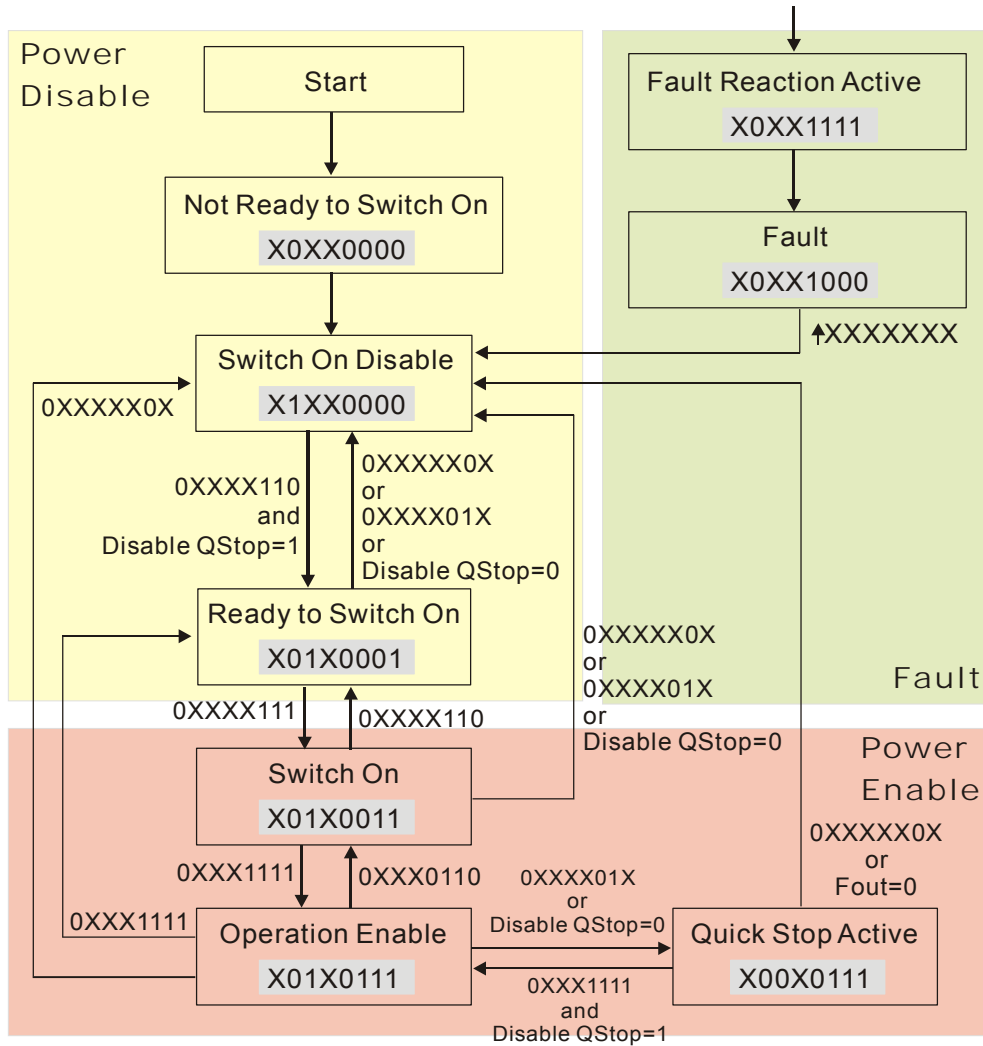 Power
Disable
Start
Not Ready to Switch On
X0XX0000
Switch On Disable
X1XX0000
0XXXXX0X
0XXXX110
and
Disable QStop=1
0XXXXX0X
or
0XXXX01X
or
Disable QStop=0
Ready to Switch On
X01X0001
0XXXX111
0XXXX110
Fault Reaction Active
X0XX1111
Fault
X0XX1000
XXXXXXX
Fault
0XXXXX0X
or
0XXXX01X
or
Disable QStop=0
Power
Enable
Switch On
X01X0011
0XXX1111
0XXX0110
0XXX1111
Operation Enable
X01X0111
0XXXX01X
or
Disable QStop=0
0XXXXX0X
or
Fout=0
Quick Stop Active
X00X0111
0XXX1111
and
Disable QStop=1